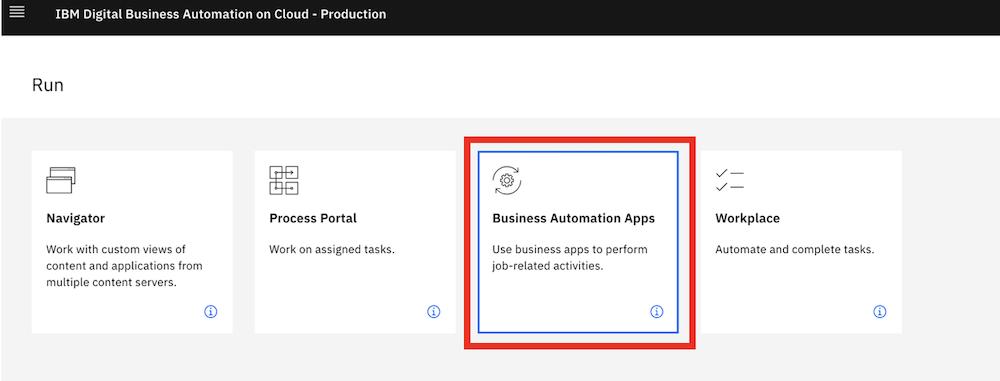 IBM Digital Business Automation on Cloud - Production
Run
Navigator
Work with custom views of
content and applications from
multiple content servers.
Process Portal
Work on assigned tasks.
Business Automation Apps
Use business apps to perform
job-related activities.
Workplace
Automate and complete tasks.